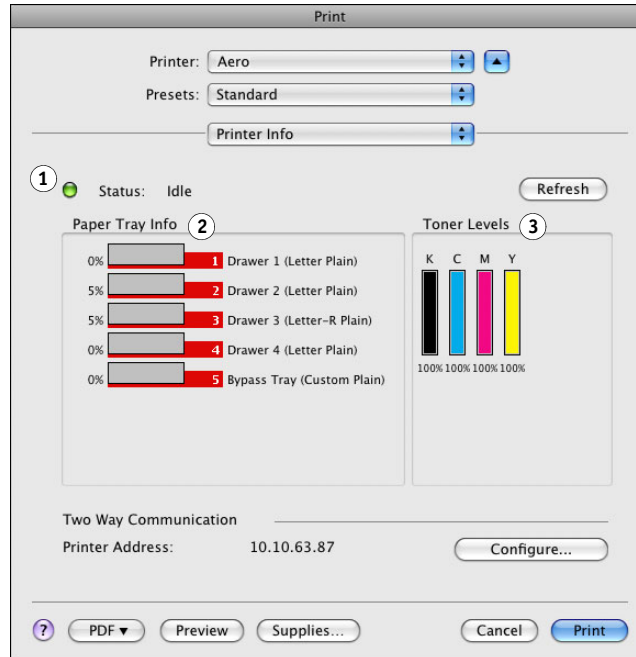 Print
Printer: Aero
Presets: Standard
Printer Info
1 Status: Idle Refresh
Paper Tray Info 2 Toner Levels 3
0% 1 Drawer 1 (Letter Plain)
5% 2 Drawer 2 (Letter Plain)
5% 3 Drawer 3 (Letter-R Plain)
0% 4 Drawer 4 (Letter Plain)
0% 5 Bypass Tray (Custom Plain)
K C M Y
100% 100% 100% 100%
Two Way Communication
Printer Address: 10.10.63.87 Configure...
? PDF ▼ Preview Supplies... Cancel Print